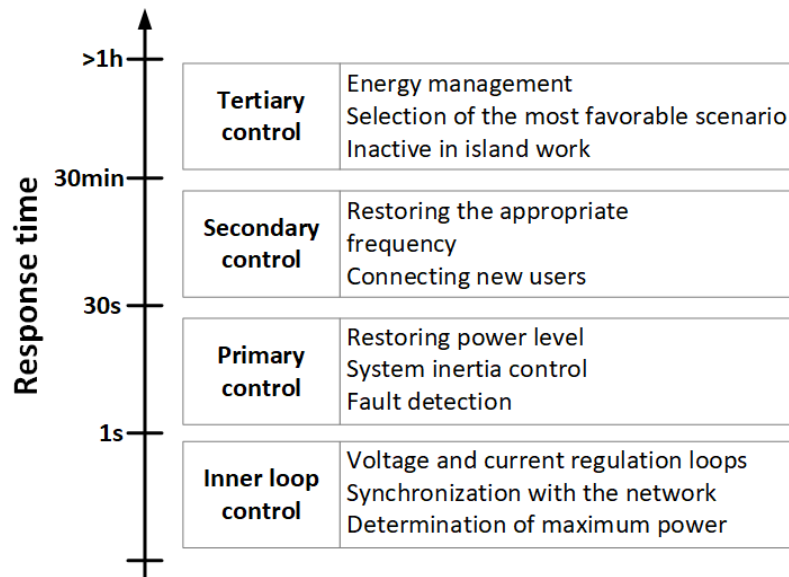 >1h
Tertiary
control
Energy management
Selection of the most favorable scenario
Inactive in island work
30min
Secondary
control
Restoring the appropriate
frequency
Connecting new users
30s
Primary
control
Restoring power level
System inertia control
Fault detection
1s
Inner loop
control
Voltage and current regulation loops
Synchronization with the network
Determination of maximum power
Response time